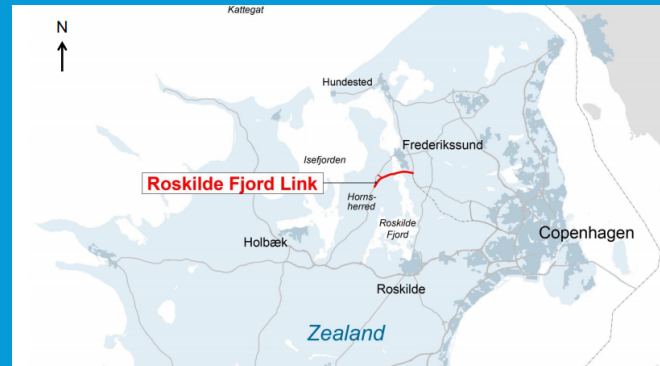 Kattegat
N
Hundested
Frederikssund
Isefjorden
Roskilde Fjord Link
Horns-
herred
Roskilde
Fjord
Holbæk
Copenhagen
Roskilde
Zealand